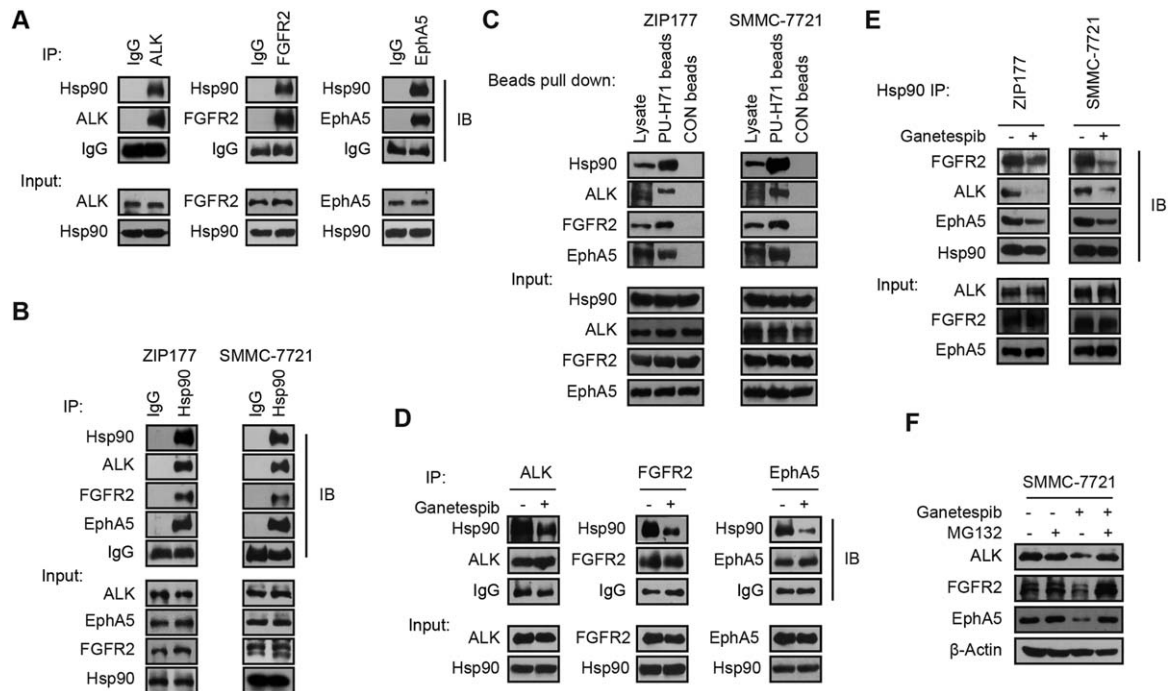 A
IP: IgG ALK IgG FGFR2 IgG EphA5
Hsp90 Hsp90 Hsp90
ALK FGFR2 EphA5 IB
IgG IgG IgG
Input:
ALK FGFR2 EphA5
Hsp90 Hsp90 Hsp90
B
ZIP177 SMMC-7721
IP: IgG Hsp90 IgG Hsp90
Hsp90
ALK
FGFR2 IB
EphA5
IgG
Input:
ALK
EphA5
FGFR2
Hsp90
C
ZIP177 SMMC-7721
Beads pull down: Lysate PU-H71 beads CON beads Lysate PU-H71 beads CON beads
Hsp90
ALK
FGFR2
EphA5
Input:
Hsp90
ALK
FGFR2
EphA5
D
IP: ALK FGFR2 EphA5
Ganetespib - + - + - +
Hsp90 Hsp90 Hsp90
ALK FGFR2 EphA5 IB
IgG IgG IgG
Input:
ALK FGFR2 EphA5
Hsp90 Hsp90 Hsp90
E
Hsp90 IP: ZIP177 SMMC-7721
Ganetespib - + - +
FGFR2
ALK IB
EphA5
Hsp90
Input: ALK
FGFR2
EphA5
F
SMMC-7721
Ganetespib - - + +
MG132 - + - +
ALK
FGFR2
EphA5
β-Actin